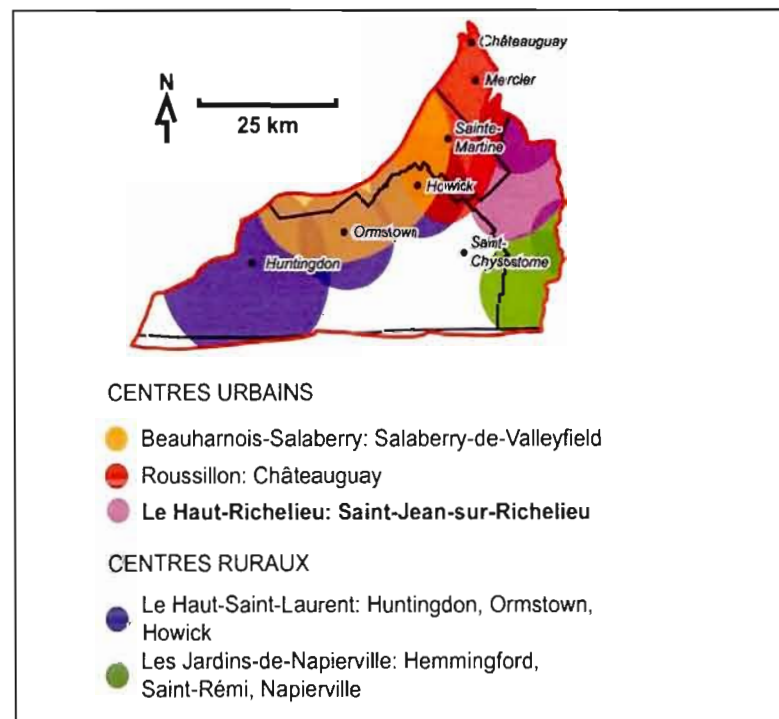 Châteauguay
N
Mercier
25 km
Sainte-
Martine
Howick
Ormstown
Saint-
Chysostome
Huntingdon
CENTRES URBAINS
Beauharnois-Salaberry: Salaberry-de-Valleyfield
Roussillon: Châteauguay
Le Haut-Richelieu: Saint-Jean-sur-Richelieu
CENTRES RURAUX
Le Haut-Saint-Laurent: Huntingdon, Ormstown,
Howick
Les Jardins-de-Napierville: Hemmingford,
Saint-Rémi, Napierville